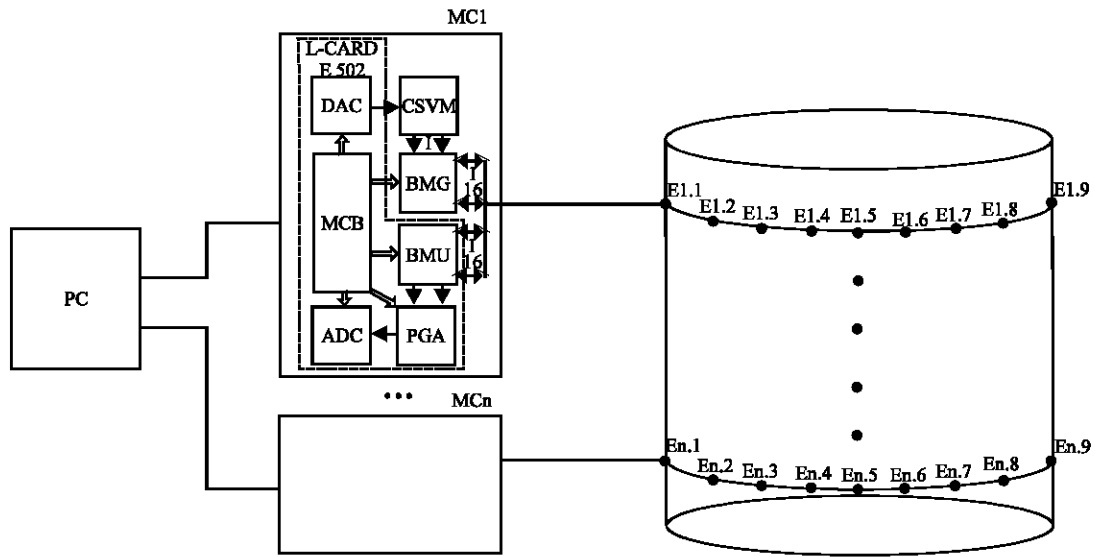 MC1
L-CARD
E 502
DAC
CSVM
I
BMG
I
16
MCB
BMU
I
16
ADC
PGA
PC
E1.1
E1.2
E1.3
E1.4
E1.5
E1.6
E1.7
E1.8
E1.9
•••
MCn
En.1
En.2
En.3
En.4
En.5
En.6
En.7
En.8
En.9